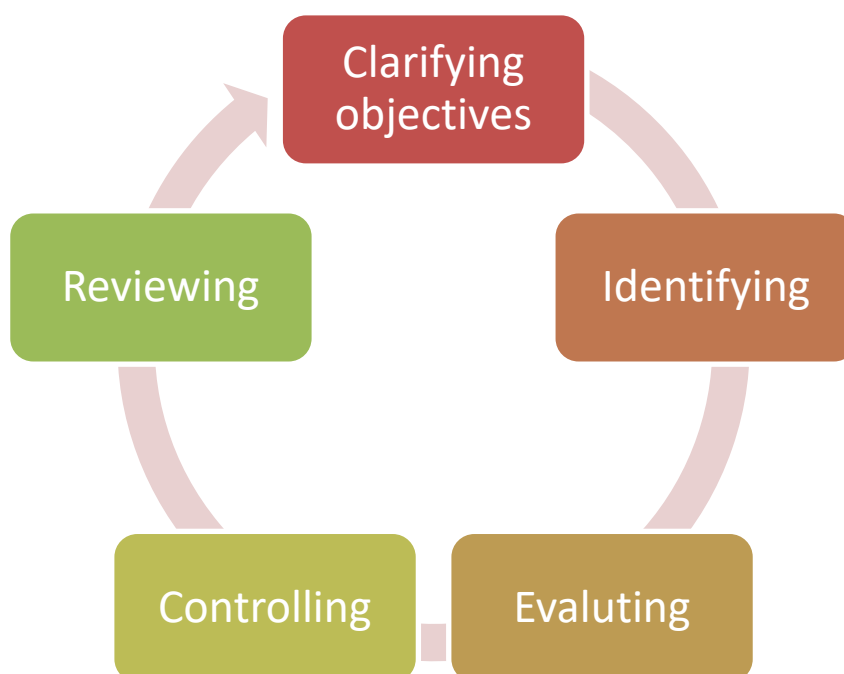 Clarifying
objectives
Identifying
Evaluting
Controlling
Reviewing